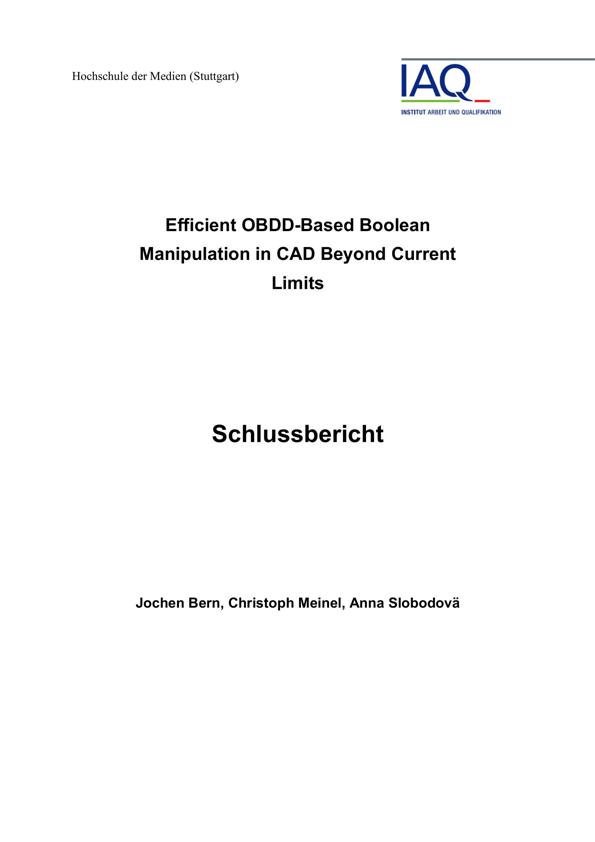 Hochschule der Medien (Stuttgart)
IAQ
INSTITUT ARBEIT UND QUALIFIKATION
Efficient OBDD-Based Boolean
Manipulation in CAD Beyond Current
Limits
Schlussbericht
Jochen Bern, Christoph Meinel, Anna Slobodovä